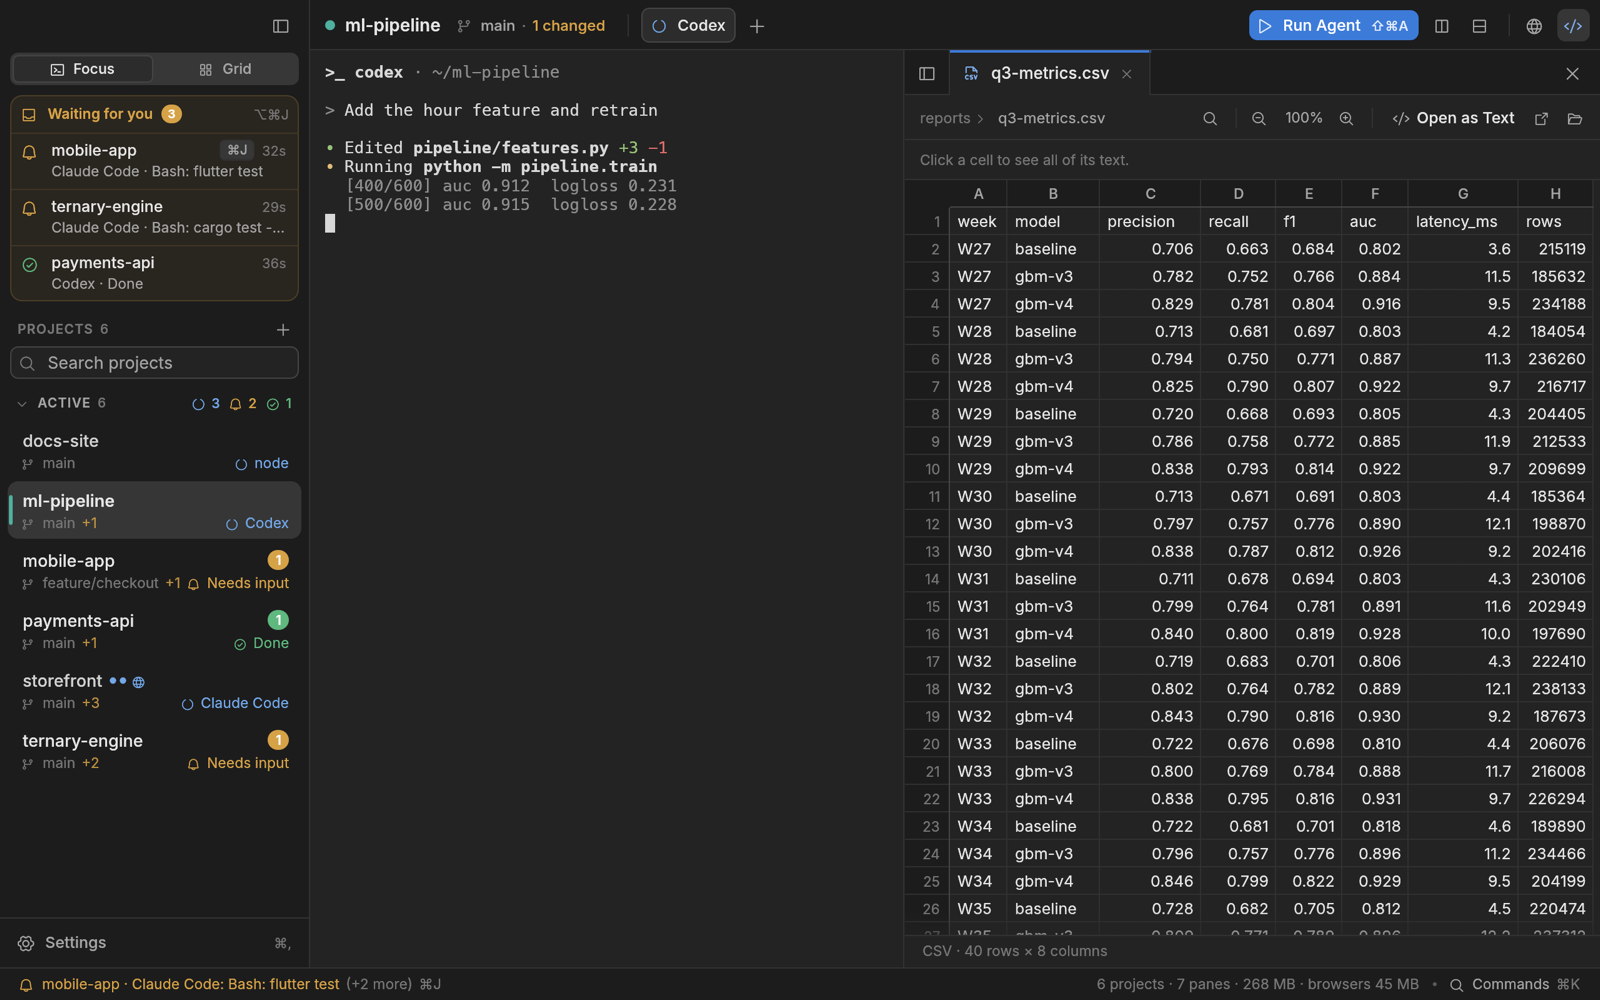 ml-pipeline main · 1 changed Codex Run Agent ⇧⌘A
Focus Grid
Waiting for you 3 ⌥⌘J
mobile-app ⌘J 32s
Claude Code · Bash: flutter test
ternary-engine 29s
Claude Code · Bash: cargo test -...
payments-api 36s
Codex · Done
PROJECTS 6
Search projects
ACTIVE 6 3 2 1
docs-site
main node
ml-pipeline
main +1 Codex
mobile-app 1
feature/checkout +1 Needs input
payments-api 1
main +1 Done
storefront
main +3 Claude Code
ternary-engine 1
main +2 Needs input
Settings ⌘,
>_ codex · ~/ml-pipeline
> Add the hour feature and retrain
• Edited pipeline/features.py +3 −1
• Running python -m pipeline.train
[400/600] auc 0.912 logloss 0.231
[500/600] auc 0.915 logloss 0.228
q3-metrics.csv
reports > q3-metrics.csv 100% </> Open as Text
Click a cell to see all of its text.
A B C D E F G H
1 week model precision recall f1 auc latency_ms rows
2 W27 baseline 0.706 0.663 0.684 0.802 3.6 215119
3 W27 gbm-v3 0.782 0.752 0.766 0.884 11.5 185632
4 W27 gbm-v4 0.829 0.781 0.804 0.916 9.5 234188
5 W28 baseline 0.713 0.681 0.697 0.803 4.2 184054
6 W28 gbm-v3 0.794 0.750 0.771 0.887 11.3 236260
7 W28 gbm-v4 0.825 0.790 0.807 0.922 9.7 216717
8 W29 baseline 0.720 0.668 0.693 0.805 4.3 204405
9 W29 gbm-v3 0.786 0.758 0.772 0.885 11.9 212533
10 W29 gbm-v4 0.838 0.793 0.814 0.922 9.7 209699
11 W30 baseline 0.713 0.671 0.691 0.803 4.4 185364
12 W30 gbm-v3 0.797 0.757 0.776 0.890 12.1 198870
13 W30 gbm-v4 0.838 0.787 0.812 0.926 9.2 202416
14 W31 baseline 0.711 0.678 0.694 0.803 4.3 230106
15 W31 gbm-v3 0.799 0.764 0.781 0.891 11.6 202949
16 W31 gbm-v4 0.840 0.800 0.819 0.928 10.0 197690
17 W32 baseline 0.719 0.683 0.701 0.806 4.3 222410
18 W32 gbm-v3 0.802 0.764 0.782 0.889 12.1 238133
19 W32 gbm-v4 0.843 0.790 0.816 0.930 9.2 187673
20 W33 baseline 0.722 0.676 0.698 0.810 4.4 206076
21 W33 gbm-v3 0.800 0.769 0.784 0.888 11.7 216008
22 W33 gbm-v4 0.838 0.795 0.816 0.931 9.7 226294
23 W34 baseline 0.722 0.681 0.701 0.818 4.6 189890
24 W34 gbm-v3 0.796 0.757 0.776 0.896 11.2 234466
25 W34 gbm-v4 0.846 0.799 0.822 0.929 9.5 204199
26 W35 baseline 0.728 0.682 0.705 0.812 4.5 220474
CSV · 40 rows × 8 columns
mobile-app · Claude Code: Bash: flutter test (+2 more) ⌘J
6 projects · 7 panes · 268 MB · browsers 45 MB • Commands ⌘K